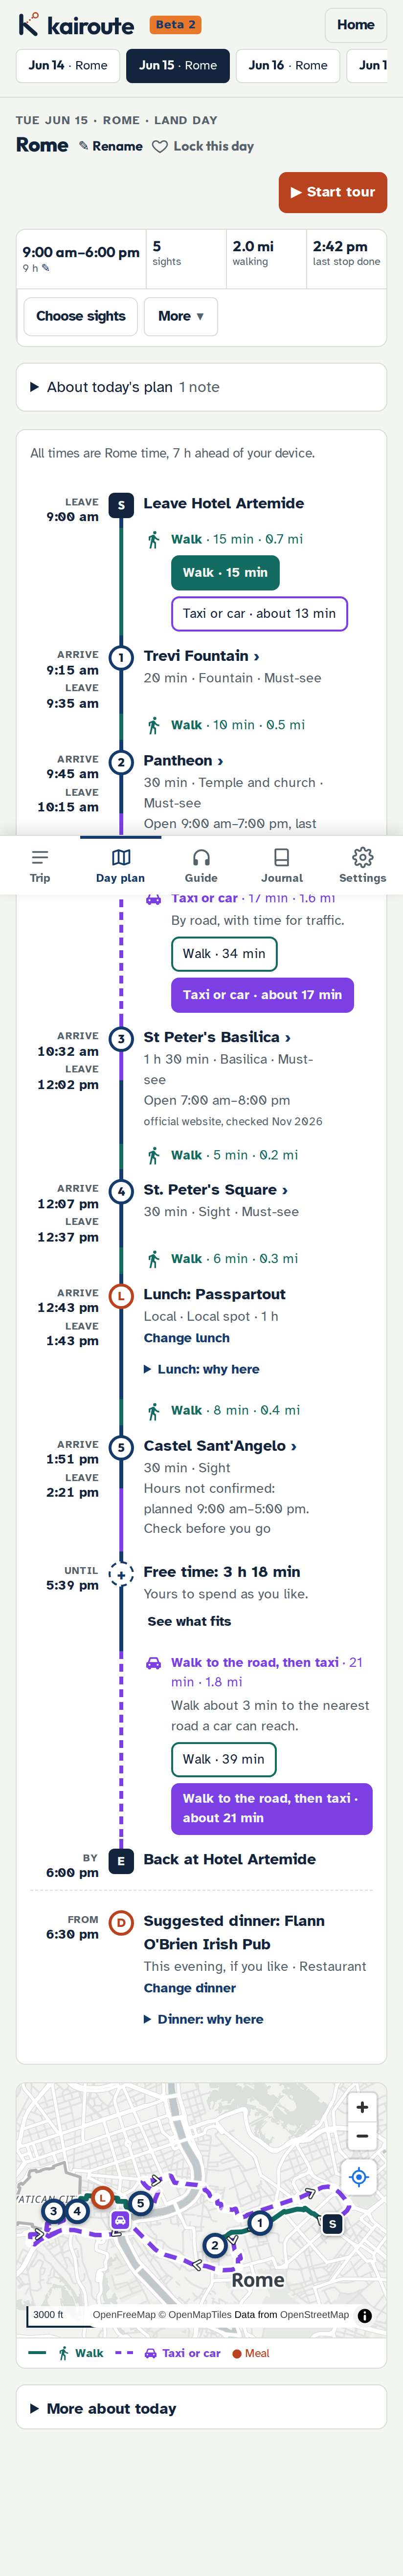 kairoute
Beta 2
Home
Jun 14 · Rome
Jun 15 · Rome
Jun 16 · Rome
Jun 1
TUE JUN 15 · ROME · LAND DAY
Rome
✎ Rename
Lock this day
▶ Start tour
9:00 am–6:00 pm
9 h ✎
5
sights
2.0 mi
walking
2:42 pm
last stop done
Choose sights
More ▾
▶ About today's plan 1 note
All times are Rome time, 7 h ahead of your device.
LEAVE
9:00 am
S
Leave Hotel Artemide
Walk · 15 min · 0.7 mi
Walk · 15 min
Taxi or car · about 13 min
ARRIVE
9:15 am
LEAVE
9:35 am
1
Trevi Fountain ›
20 min · Fountain · Must-see
Walk · 10 min · 0.5 mi
ARRIVE
9:45 am
LEAVE
10:15 am
2
Pantheon ›
30 min · Temple and church ·
Must-see
Open 9:00 am–7:00 pm, last
Trip
Day plan
Guide
Journal
Settings
Taxi or car · 17 min · 1.6 mi
By road, with time for traffic.
Walk · 34 min
Taxi or car · about 17 min
ARRIVE
10:32 am
LEAVE
12:02 pm
3
St Peter's Basilica ›
1 h 30 min · Basilica · Must-
see
Open 7:00 am–8:00 pm
official website, checked Nov 2026
Walk · 5 min · 0.2 mi
ARRIVE
12:07 pm
LEAVE
12:37 pm
4
St. Peter's Square ›
30 min · Sight · Must-see
Walk · 6 min · 0.3 mi
ARRIVE
12:43 pm
LEAVE
1:43 pm
L
Lunch: Passpartout
Local · Local spot · 1 h
Change lunch
▶ Lunch: why here
Walk · 8 min · 0.4 mi
ARRIVE
1:51 pm
LEAVE
2:21 pm
5
Castel Sant'Angelo ›
30 min · Sight
Hours not confirmed:
planned 9:00 am–5:00 pm.
Check before you go
UNTIL
5:39 pm
+
Free time: 3 h 18 min
Yours to spend as you like.
See what fits
Walk to the road, then taxi · 21
min · 1.8 mi
Walk about 3 min to the nearest
road a car can reach.
Walk · 39 min
Walk to the road, then taxi ·
about 21 min
BY
6:00 pm
E
Back at Hotel Artemide
FROM
6:30 pm
D
Suggested dinner: Flann
O'Brien Irish Pub
This evening, if you like · Restaurant
Change dinner
▶ Dinner: why here
+
−
VATICAN CIT
3
4
L
5
1
2
S
Rome
3000 ft
OpenFreeMap © OpenMapTiles Data from OpenStreetMap
Walk
Taxi or car
Meal
▶ More about today